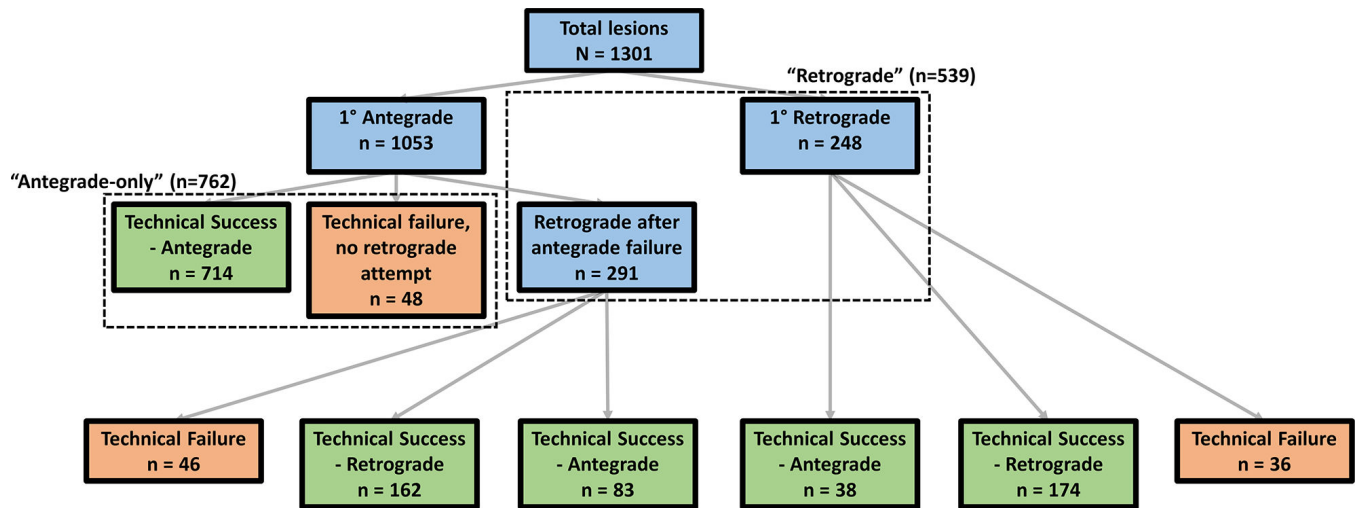 Total lesions
N = 1301
“Retrograde” (n=539)
1° Antegrade
n = 1053
1° Retrograde
n = 248
“Antegrade-only” (n=762)
Technical Success
- Antegrade
n = 714
Technical failure,
no retrograde
attempt
n = 48
Retrograde after
antegrade failure
n = 291
Technical Failure
n = 46
Technical Success
- Retrograde
n = 162
Technical Success
- Antegrade
n = 83
Technical Success
- Antegrade
n = 38
Technical Success
- Retrograde
n = 174
Technical Failure
n = 36